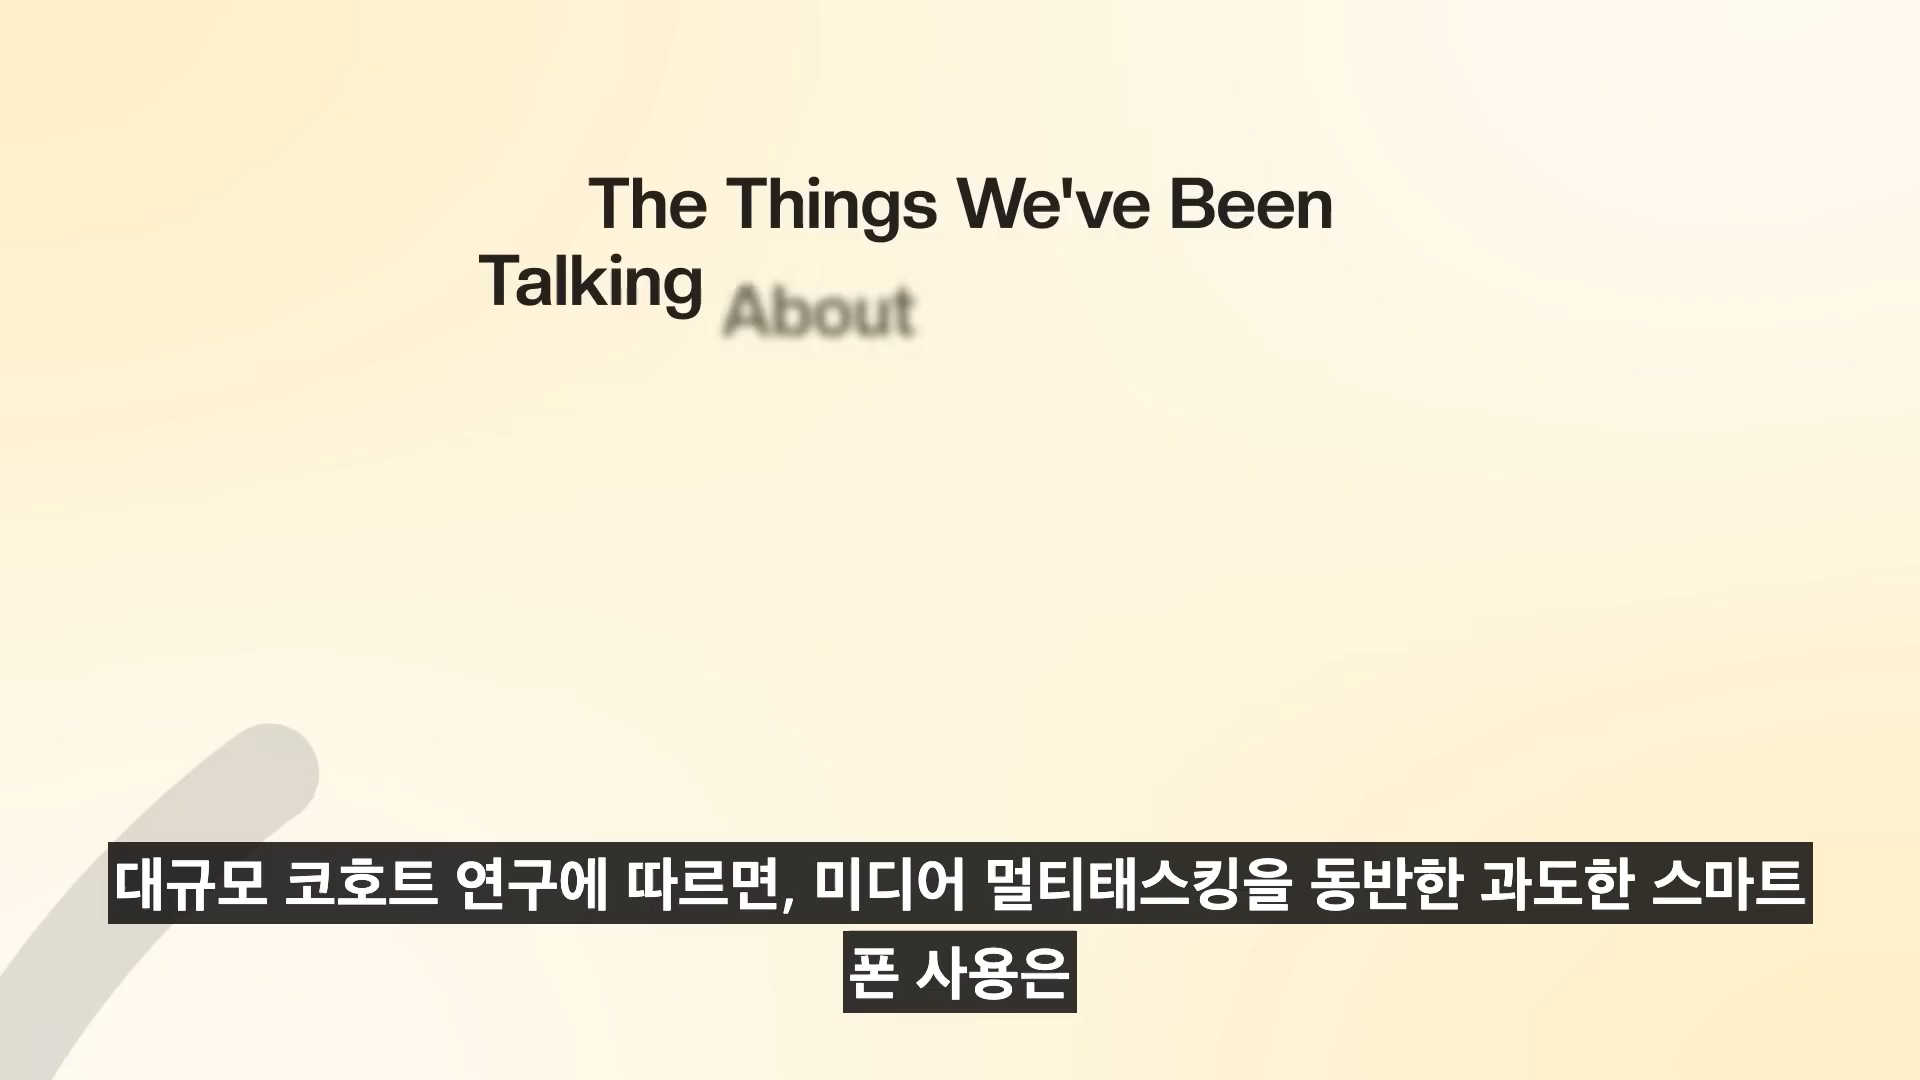 The Things We've Been
Talking About
대규모 코호트 연구에 따르면, 미디어 멀티태스킹을 동반한 과도한 스마트
폰 사용은